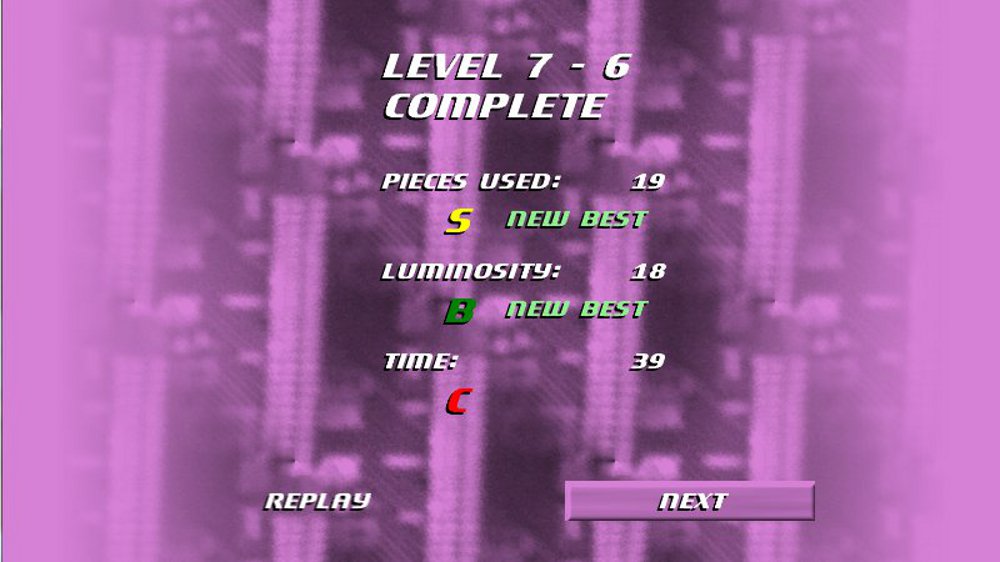 LEVEL 7 - 6
COMPLETE
PIECES USED: 19
S NEW BEST
LUMINOSITY: 18
B NEW BEST
TIME: 39
C
REPLAY NEXT